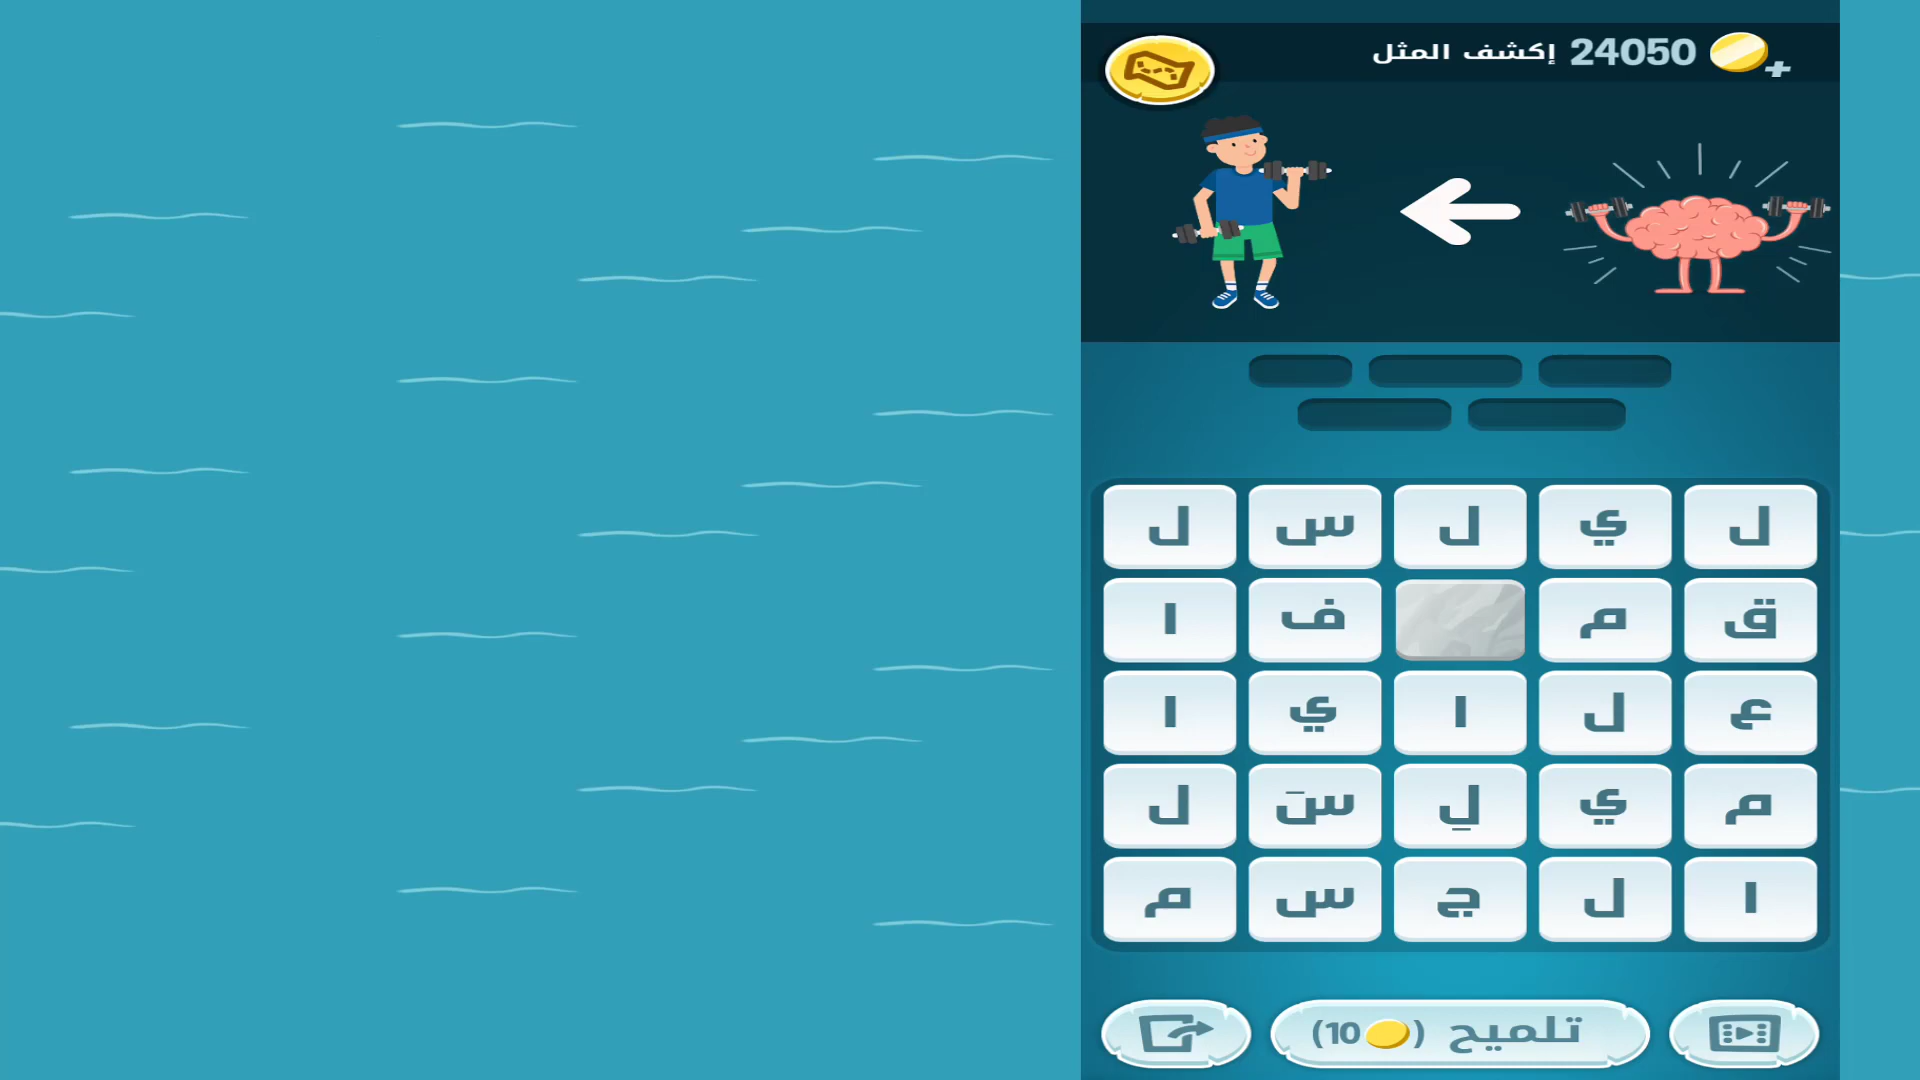 24050 إكشف المثل
ل ي ل س ل
ق م ف ا
ع ل ا ي ا
م ي لِ سَ ل
ا ل ج س م
تلميح (10)